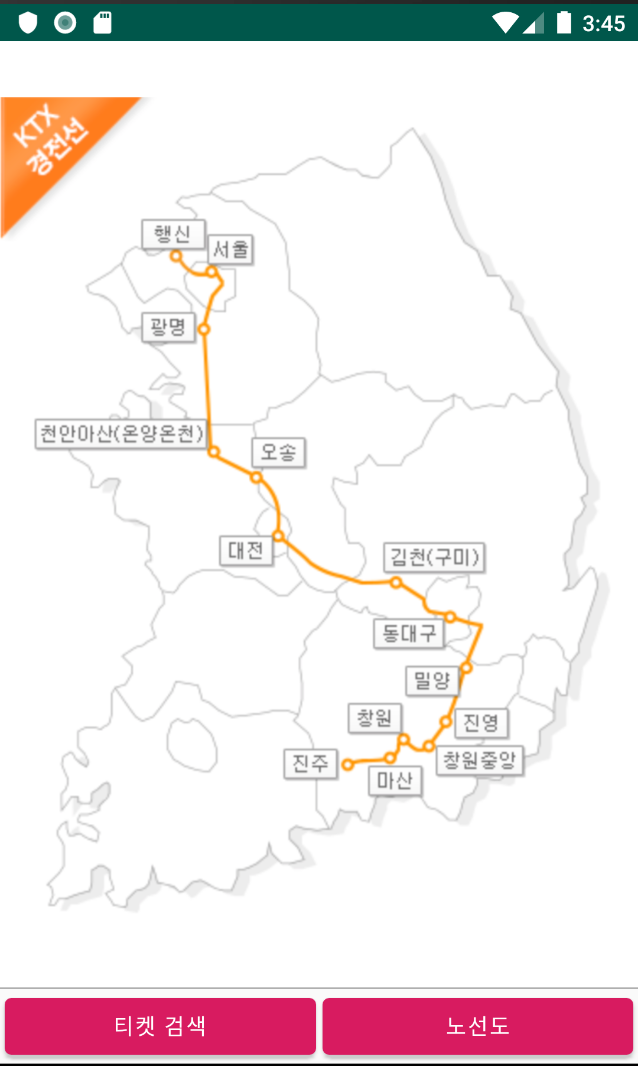 3:45
KTX
경전선
행신
서울
광명
천안아산(온양온천)
오송
대전
김천(구미)
동대구
밀양
창원
진영
창원중앙
진주
마산
티켓 검색
노선도